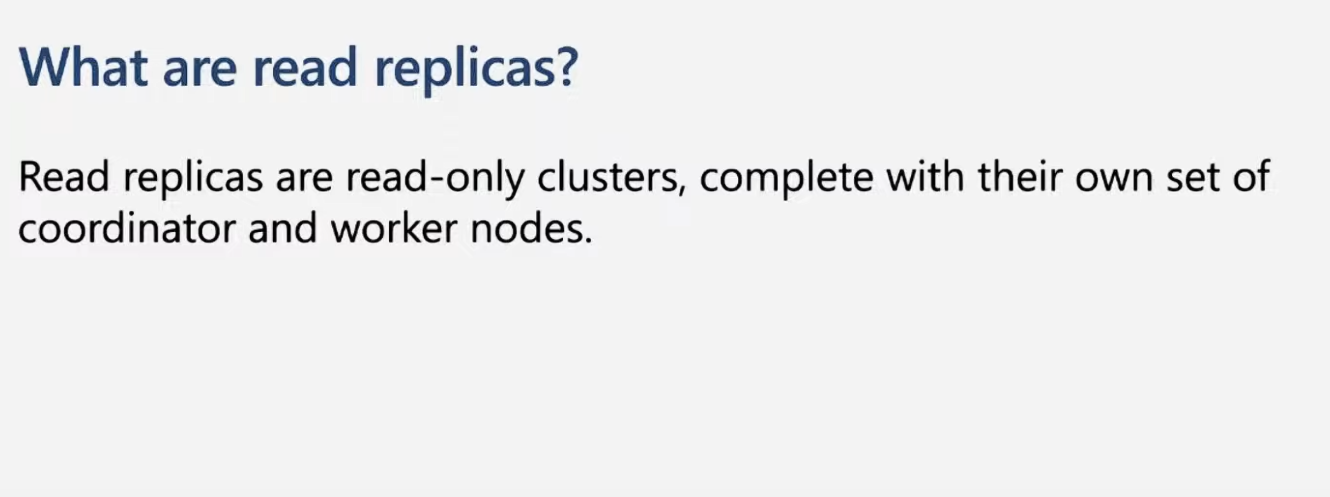 What are read replicas?
Read replicas are read-only clusters, complete with their own set of
coordinator and worker nodes.